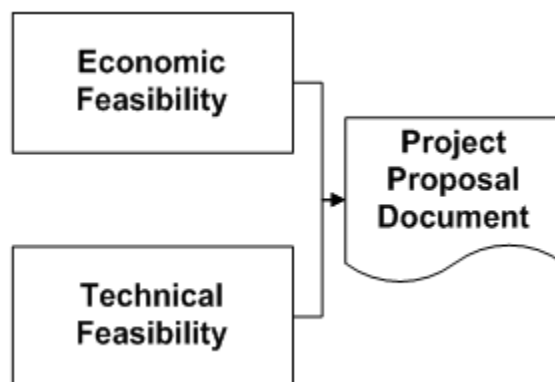 Economic
Feasibility
Project
Proposal
Document
Technical
Feasibility